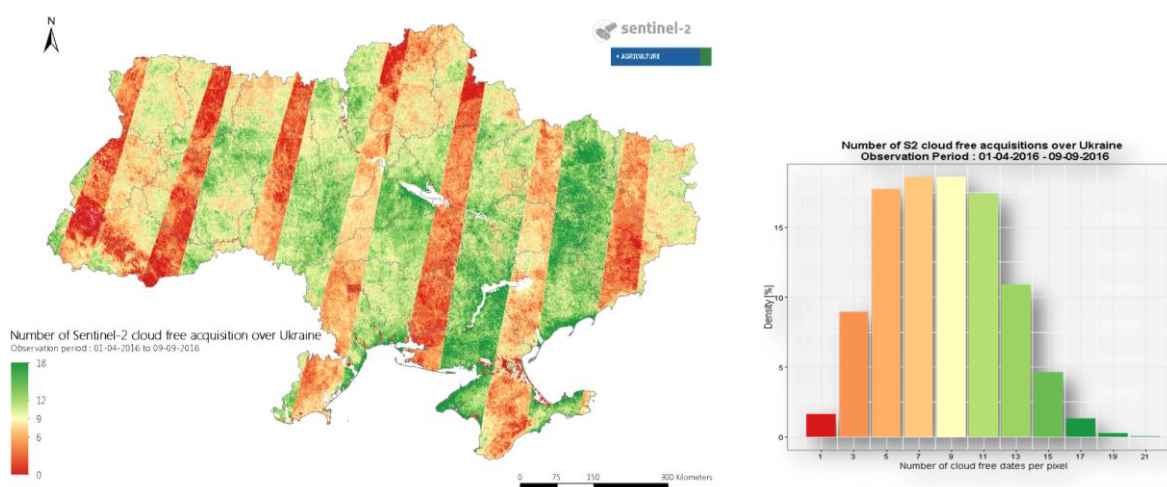 N
sentinel-2
• AGRICULTURE
Number of Sentinel-2 cloud free acquisition over Ukraine
Observation period : 01-04-2016 to 09-09-2016
18
12
9
6
0
0 75 150 300 Kilometers
Number of S2 cloud free acquisitions over Ukraine
Observation Period : 01-04-2016 - 09-09-2016
Density [%]
15
10
5
0
1 3 5 7 9 11 13 15 17 19 21
Number of cloud free dates per pixel